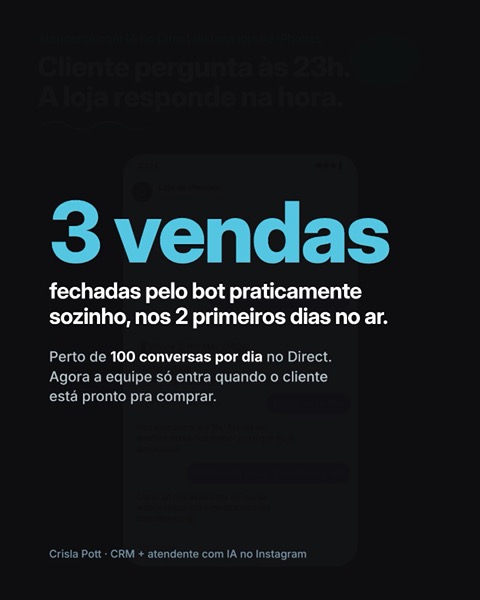 Cliente pergunta às 23h.
A loja responde na hora.
3 vendas
fechadas pelo bot praticamente
sozinho, nos 2 primeiros dias no ar.
Perto de 100 conversas por dia no Direct.
Agora a equipe só entra quando o cliente
está pronto pra comprar.
Crisla Pott · CRM + atendente com IA no Instagram